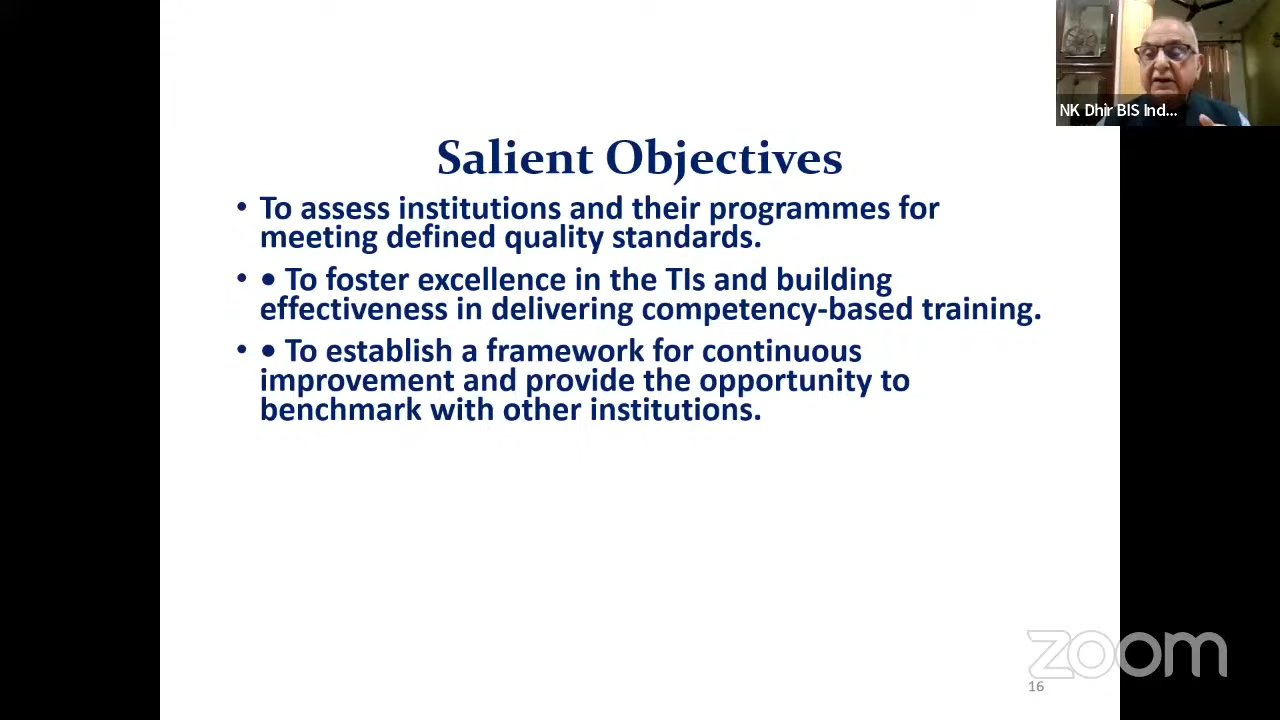 NK Dhir BIS Ind...
Salient Objectives
• To assess institutions and their programmes for
meeting defined quality standards.
• ● To foster excellence in the TIs and building
effectiveness in delivering competency-based training.
• ● To establish a framework for continuous
improvement and provide the opportunity to
benchmark with other institutions.
zoom
16